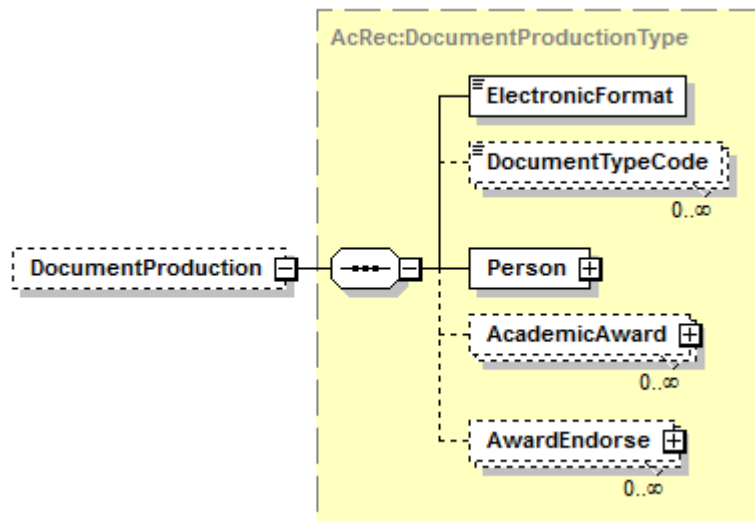 AcRec:DocumentProductionType
ElectronicFormat
DocumentTypeCode
0..∞
DocumentProduction
Person
AcademicAward
0..∞
AwardEndorse
0..∞